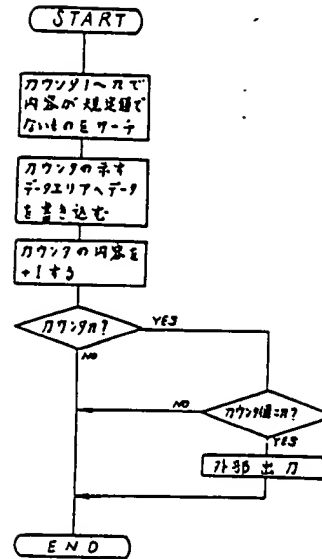 START
カウンタ1〜nで
内容が規定値で
ないものをサーチ
カウンタの示す
データエリアへデータ
を書き込む
カウンタの内容を
+1する
カウンタn?
YES
NO
カウンタ値=n?
NO
YES
外部出力
END